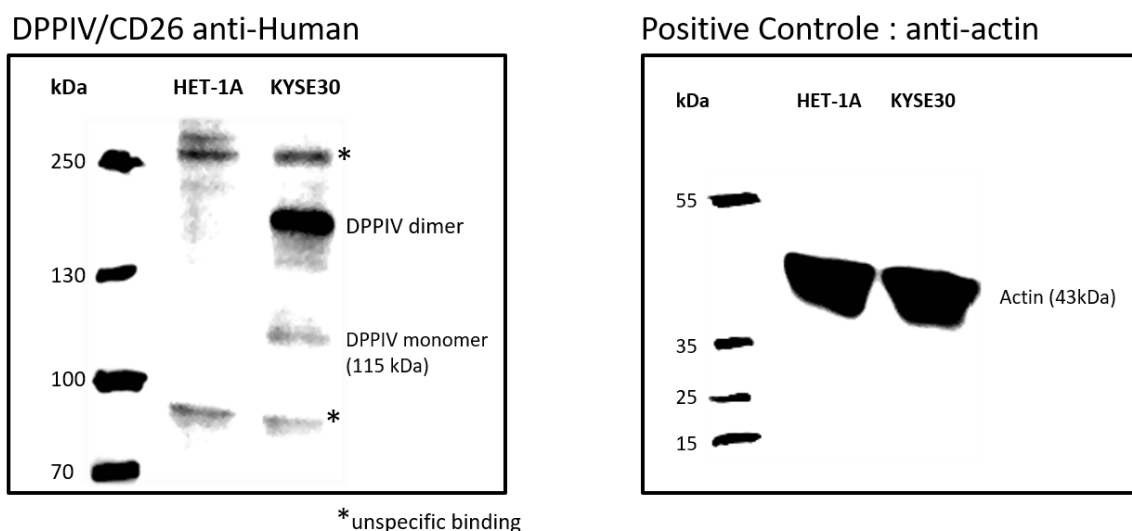 DPPIV/CD26 anti-Human
kDa HET-1A KYSE30
250
*
DPPIV dimer
130
DPPIV monomer
(115 kDa)
100
*
70
*unspecific binding
Positive Controle : anti-actin
kDa HET-1A KYSE30
55
Actin (43kDa)
35
25
15